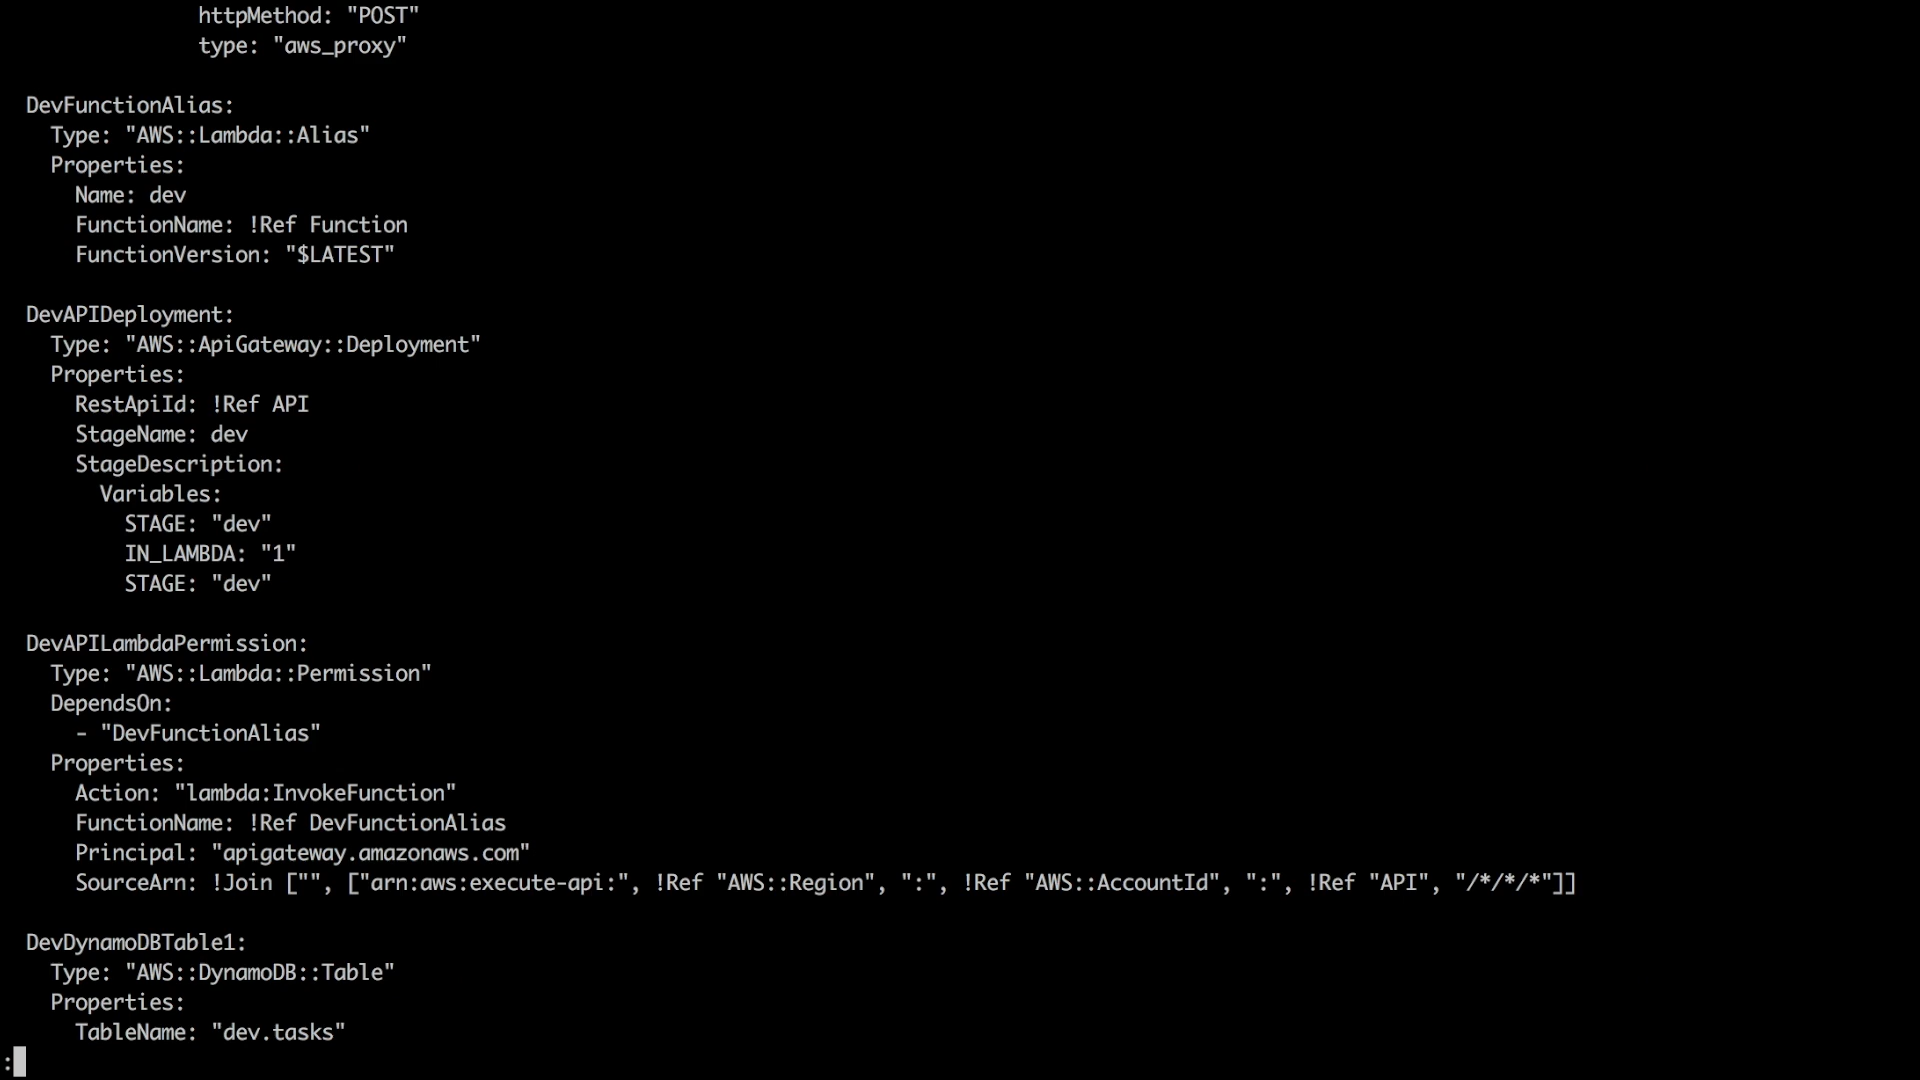 httpMethod: "POST"
type: "aws_proxy"
DevFunctionAlias:
Type: "AWS::Lambda::Alias"
Properties:
Name: dev
FunctionName: !Ref Function
FunctionVersion: "$LATEST"
DevAPIDeployment:
Type: "AWS::ApiGateway::Deployment"
Properties:
RestApiId: !Ref API
StageName: dev
StageDescription:
Variables:
STAGE: "dev"
IN_LAMBDA: "1"
STAGE: "dev"
DevAPILambdaPermission:
Type: "AWS::Lambda::Permission"
DependsOn:
- "DevFunctionAlias"
Properties:
Action: "lambda:InvokeFunction"
FunctionName: !Ref DevFunctionAlias
Principal: "apigateway.amazonaws.com"
SourceArn: !Join ["", ["arn:aws:execute-api:", !Ref "AWS::Region", ":", !Ref "AWS::AccountId", ":", !Ref "API", "/*/*/*"]]
DevDynamoDBTable1:
Type: "AWS::DynamoDB::Table"
Properties:
TableName: "dev.tasks"
: